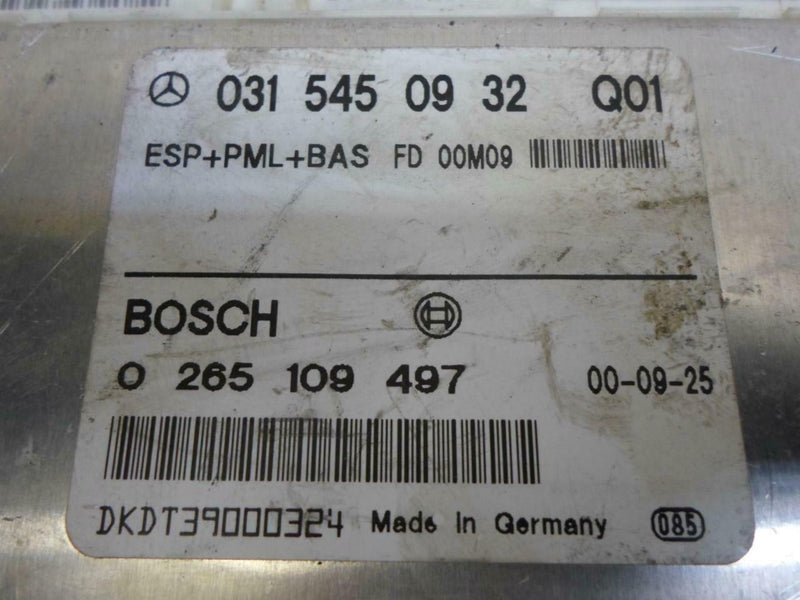 031 545 09 32 Q01
ESP+PML+BAS FD 00M09
BOSCH
0 265 109 497 00-09-25
DKDT39000324 Made in Germany 085